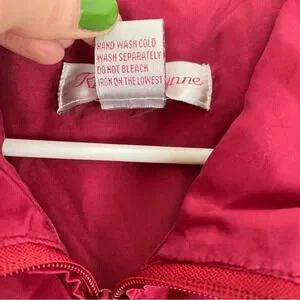 HAND WASH COLD
WASH SEPARATELY
DO NOT BLEACH
IRON ON THE LOWEST